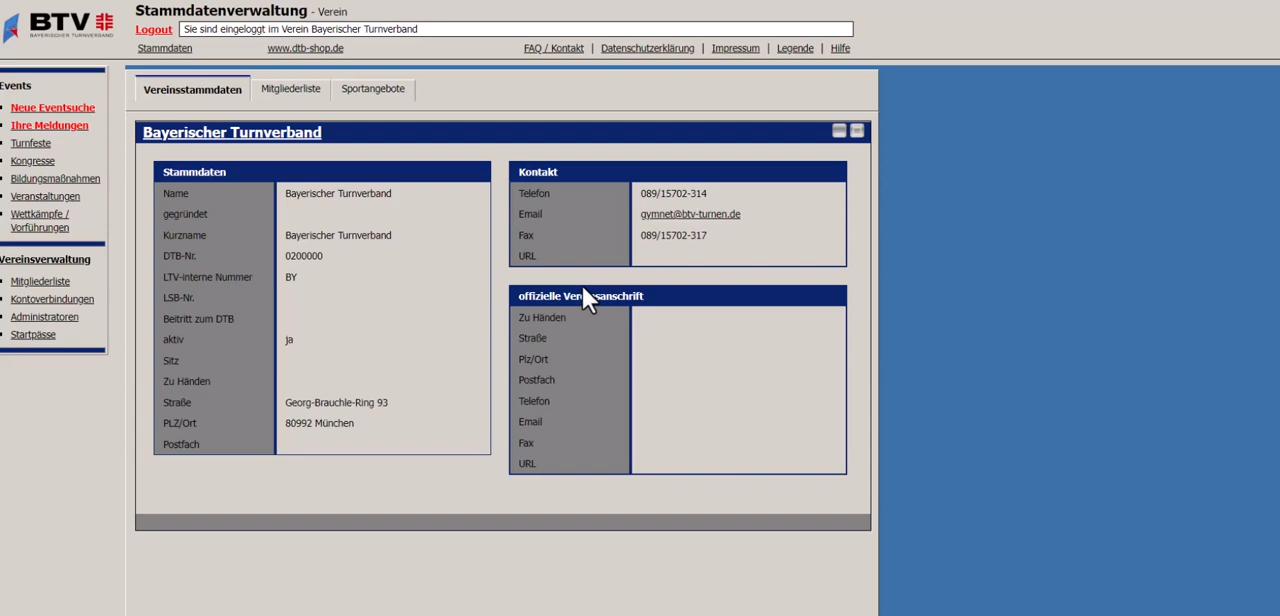 BTV
BAYERISCHER TURNVERBAND
Stammdatenverwaltung - Verein
Logout Sie sind eingeloggt im Verein Bayerischer Turnverband
Stammdaten www.dtb-shop.de FAQ / Kontakt | Datenschutzerklärung | Impressum | Legende | Hilfe
Events
Neue Eventsuche
Ihre Meldungen
Turnfeste
Kongresse
Bildungsmaßnahmen
Veranstaltungen
Wettkämpfe /
Vorführungen
Vereinsverwaltung
Mitgliederliste
Kontoverbindungen
Administratoren
Startpässe
Vereinsstammdaten Mitgliederliste Sportangebote
Bayerischer Turnverband
Stammdaten
Name Bayerischer Turnverband
gegründet
Kurzname Bayerischer Turnverband
DTB-Nr. 0200000
LTV-interne Nummer BY
LSB-Nr.
Beitritt zum DTB
aktiv ja
Sitz
Zu Händen
Straße Georg-Brauchle-Ring 93
PLZ/Ort 80992 München
Postfach
Kontakt
Telefon 089/15702-314
Email gymnet@btv-turnen.de
Fax 089/15702-317
URL
offizielle Vereinsanschrift
Zu Händen
Straße
Plz/Ort
Postfach
Telefon
Email
Fax
URL